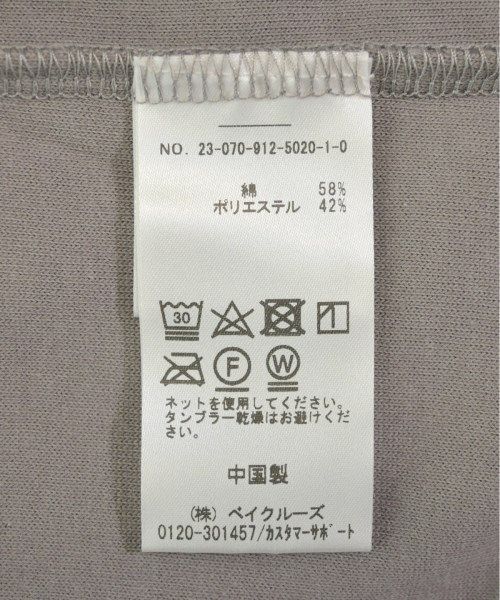 NO. 23-070-912-5020-1-0
綿 58%
ポリエステル 42%
30
F W
ネットを使用してください。
タンブラー乾燥はお避けくださ
い。
中国製
(株) ベイクルーズ
0120-301457/カスタマーサポート